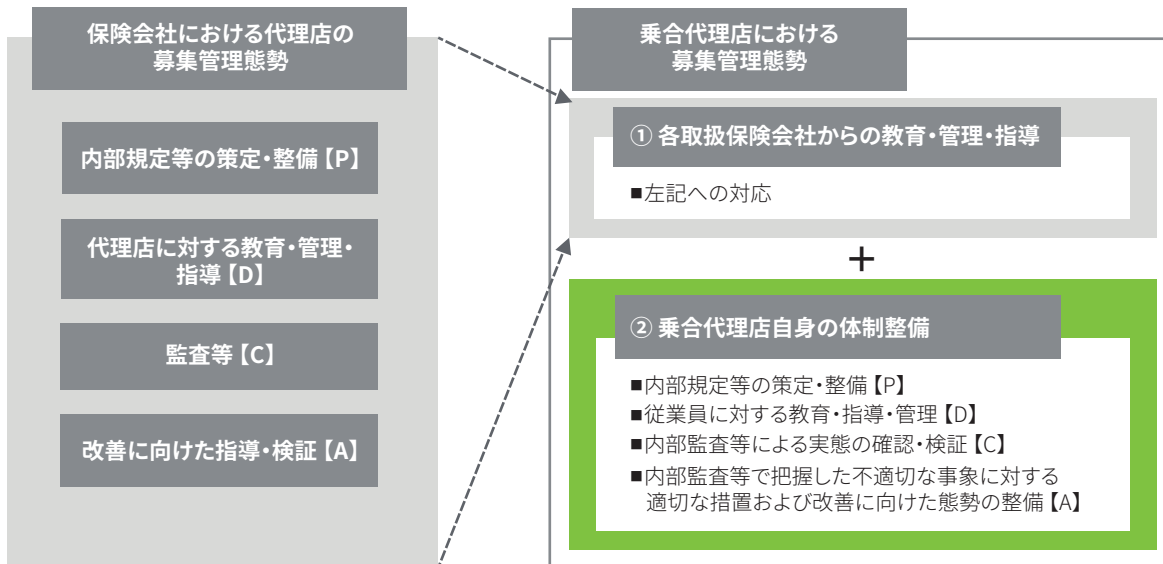 保険会社における代理店の
募集管理態勢
内部規定等の策定・整備【P】
代理店に対する教育・管理・
指導【D】
監査等【C】
改善に向けた指導・検証【A】
乗合代理店における
募集管理態勢
① 各取扱保険会社からの教育・管理・指導
■左記への対応
＋
② 乗合代理店自身の体制整備
■内部規定等の策定・整備【P】
■従業員に対する教育・指導・管理【D】
■内部監査等による実態の確認・検証【C】
■内部監査等で把握した不適切な事象に対する
適切な措置および改善に向けた態勢の整備【A】